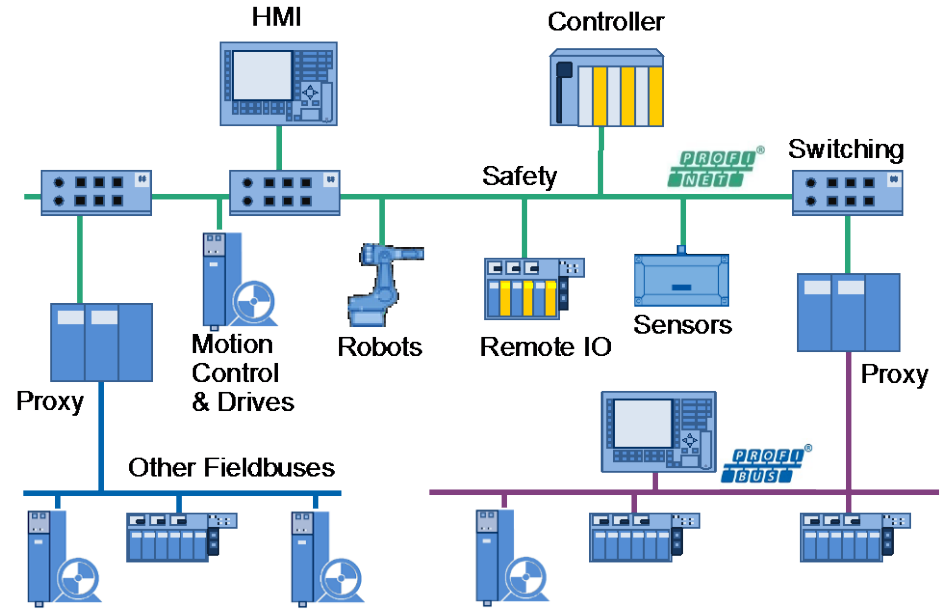 HMI
Controller
PROFI®
NET
Switching
Safety
Motion
Control
& Drives
Robots
Remote IO
Sensors
Proxy
Proxy
Other Fieldbuses
PROFI®
BUS